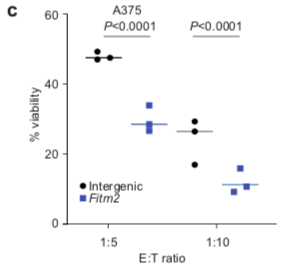 c
A375
P<0.0001 P<0.0001
60
40
20
0
% viability
Intergenic
Fitm2
1:5 1:10
E:T ratio